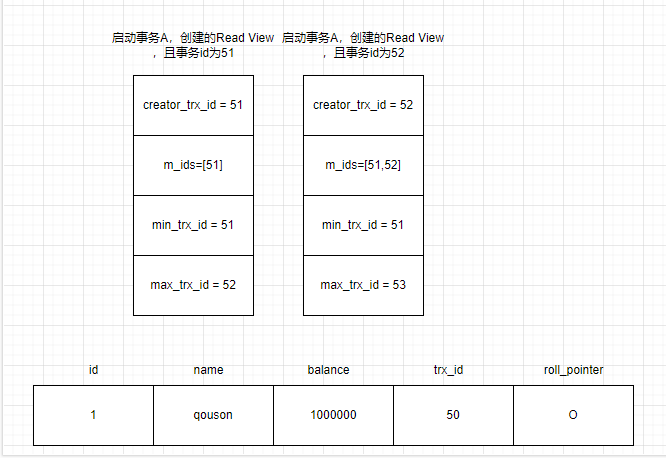 启动事务A，创建的Read View
，且事务id为51
启动事务A，创建的Read View
，且事务id为52
creator_trx_id = 51
creator_trx_id = 52
m_ids=[51]
m_ids=[51,52]
min_trx_id = 51
min_trx_id = 51
max_trx_id = 52
max_trx_id = 53
id name balance trx_id roll_pointer
1 qouson 1000000 50 O